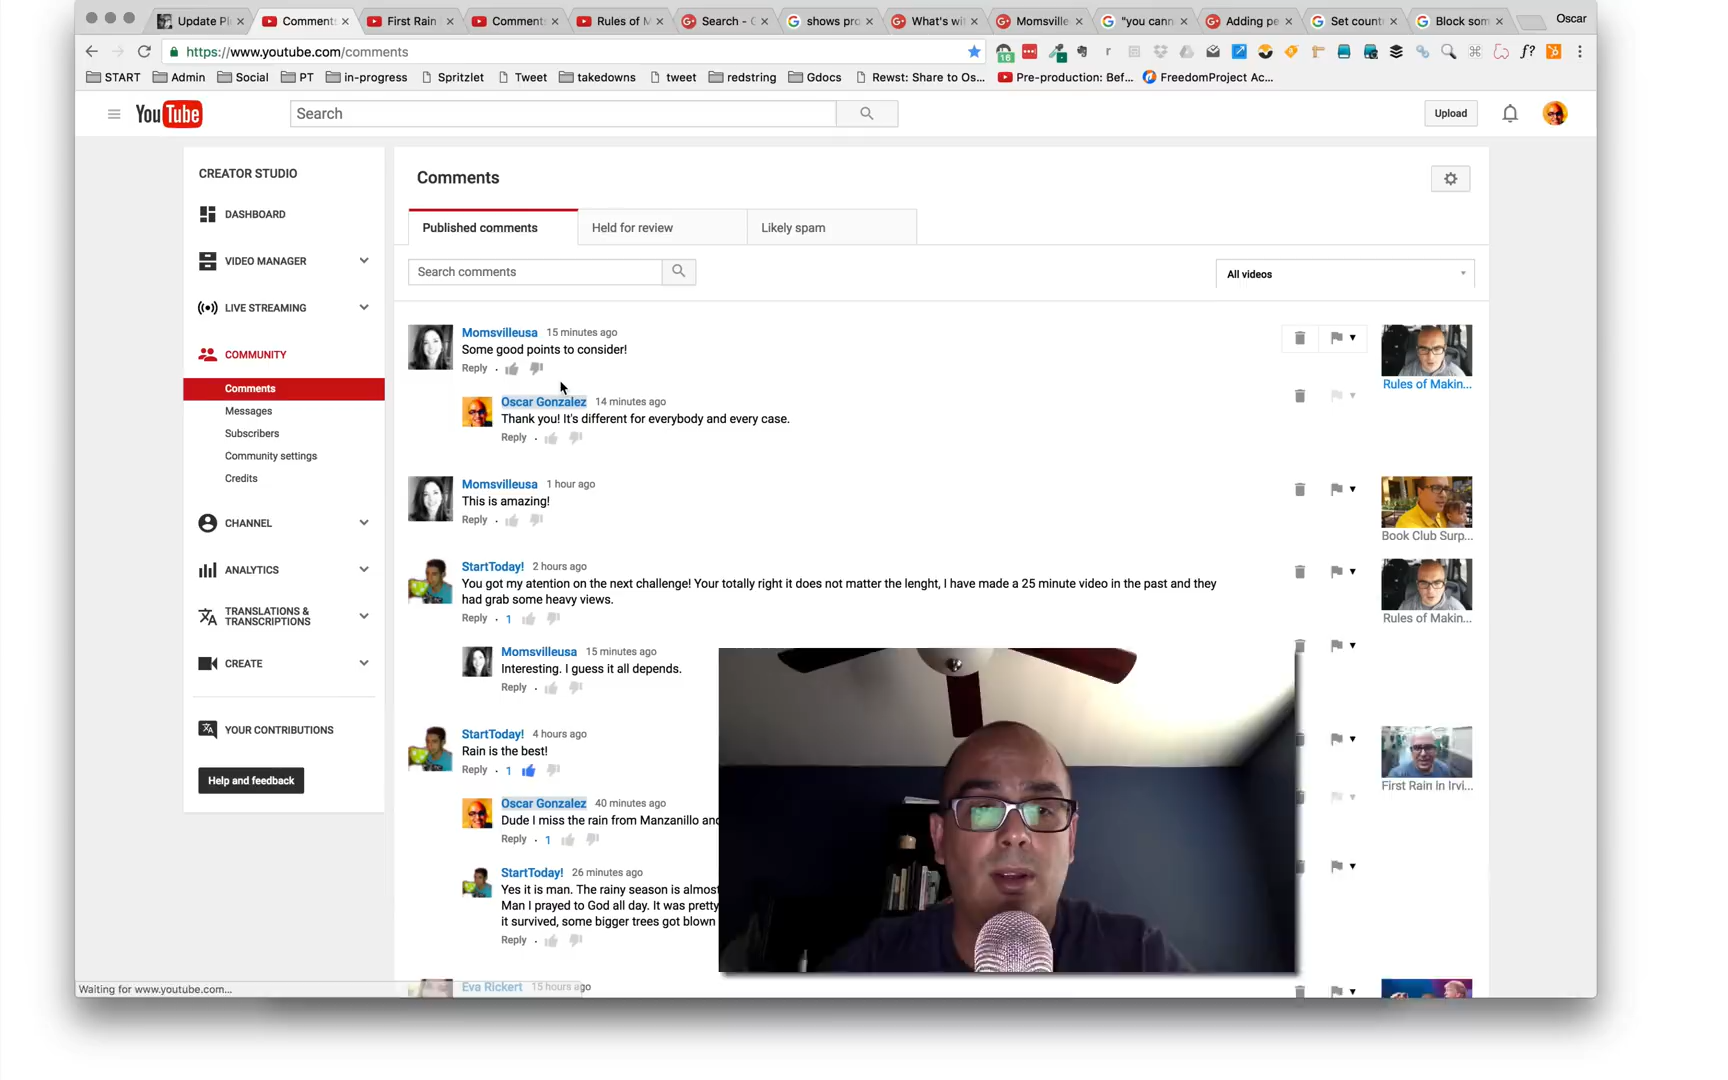 Update Pl
Comments
First Rain
Comments
Rules of M
Search - G
shows pro
What's wi
Momsville
"you cann
Adding pe
Set count
Block som
Oscar
https://www.youtube.com/comments
18
START
Admin
Social
PT
in-progress
Spritzlet
Tweet
takedowns
tweet
redstring
Gdocs
Rewst: Share to Os...
Pre-production: Bef...
FreedomProject Ac...
YouTube
Search
Upload
CREATOR STUDIO
DASHBOARD
VIDEO MANAGER
LIVE STREAMING
COMMUNITY
Comments
Messages
Subscribers
Community settings
Credits
CHANNEL
ANALYTICS
TRANSLATIONS &
TRANSCRIPTIONS
CREATE
YOUR CONTRIBUTIONS
Help and feedback
Comments
Published comments
Held for review
Likely spam
Search comments
All videos
Momsvilleusa 15 minutes ago
Some good points to consider!
Reply
Rules of Makin...
Oscar Gonzalez 14 minutes ago
Thank you! It's different for everybody and every case.
Reply
Momsvilleusa 1 hour ago
This is amazing!
Reply
Book Club Surp...
StartToday! 2 hours ago
You got my atention on the next challenge! Your totally right it does not matter the lenght, I have made a 25 minute video in the past and they
had grab some heavy views.
Reply 1
Rules of Makin...
Momsvilleusa 15 minutes ago
Interesting. I guess it all depends.
Reply
StartToday! 4 hours ago
Rain is the best!
Reply 1
First Rain in Irvi...
Oscar Gonzalez 40 minutes ago
Dude I miss the rain from Manzanillo and
Reply 1
StartToday! 26 minutes ago
Yes it is man. The rainy season is almost
Man I prayed to God all day. It was pretty
it survived, some bigger trees got blown
Reply
Eva Rickert 15 hours ago
Waiting for www.youtube.com...